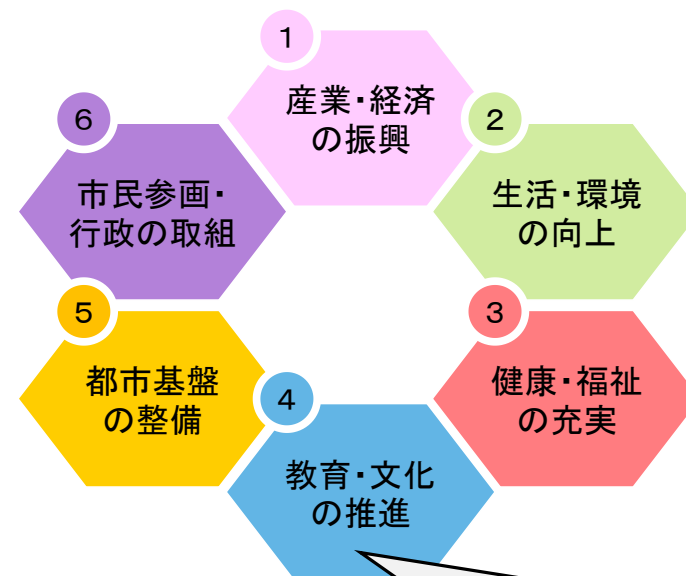 １
産業・経済
の振興
２
生活・環境
の向上
３
健康・福祉
の充実
４
教育・文化
の推進
５
都市基盤
の整備
６
市民参画・
行政の取組